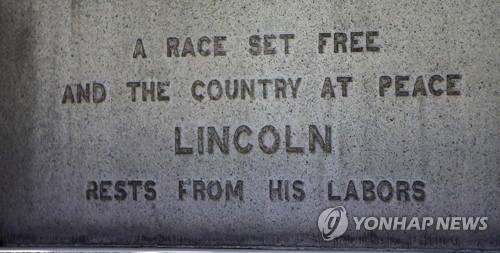 A RACE SET FREE
AND THE COUNTRY AT PEACE
LINCOLN
RESTS FROM HIS LABORS
YONHAP NEWS